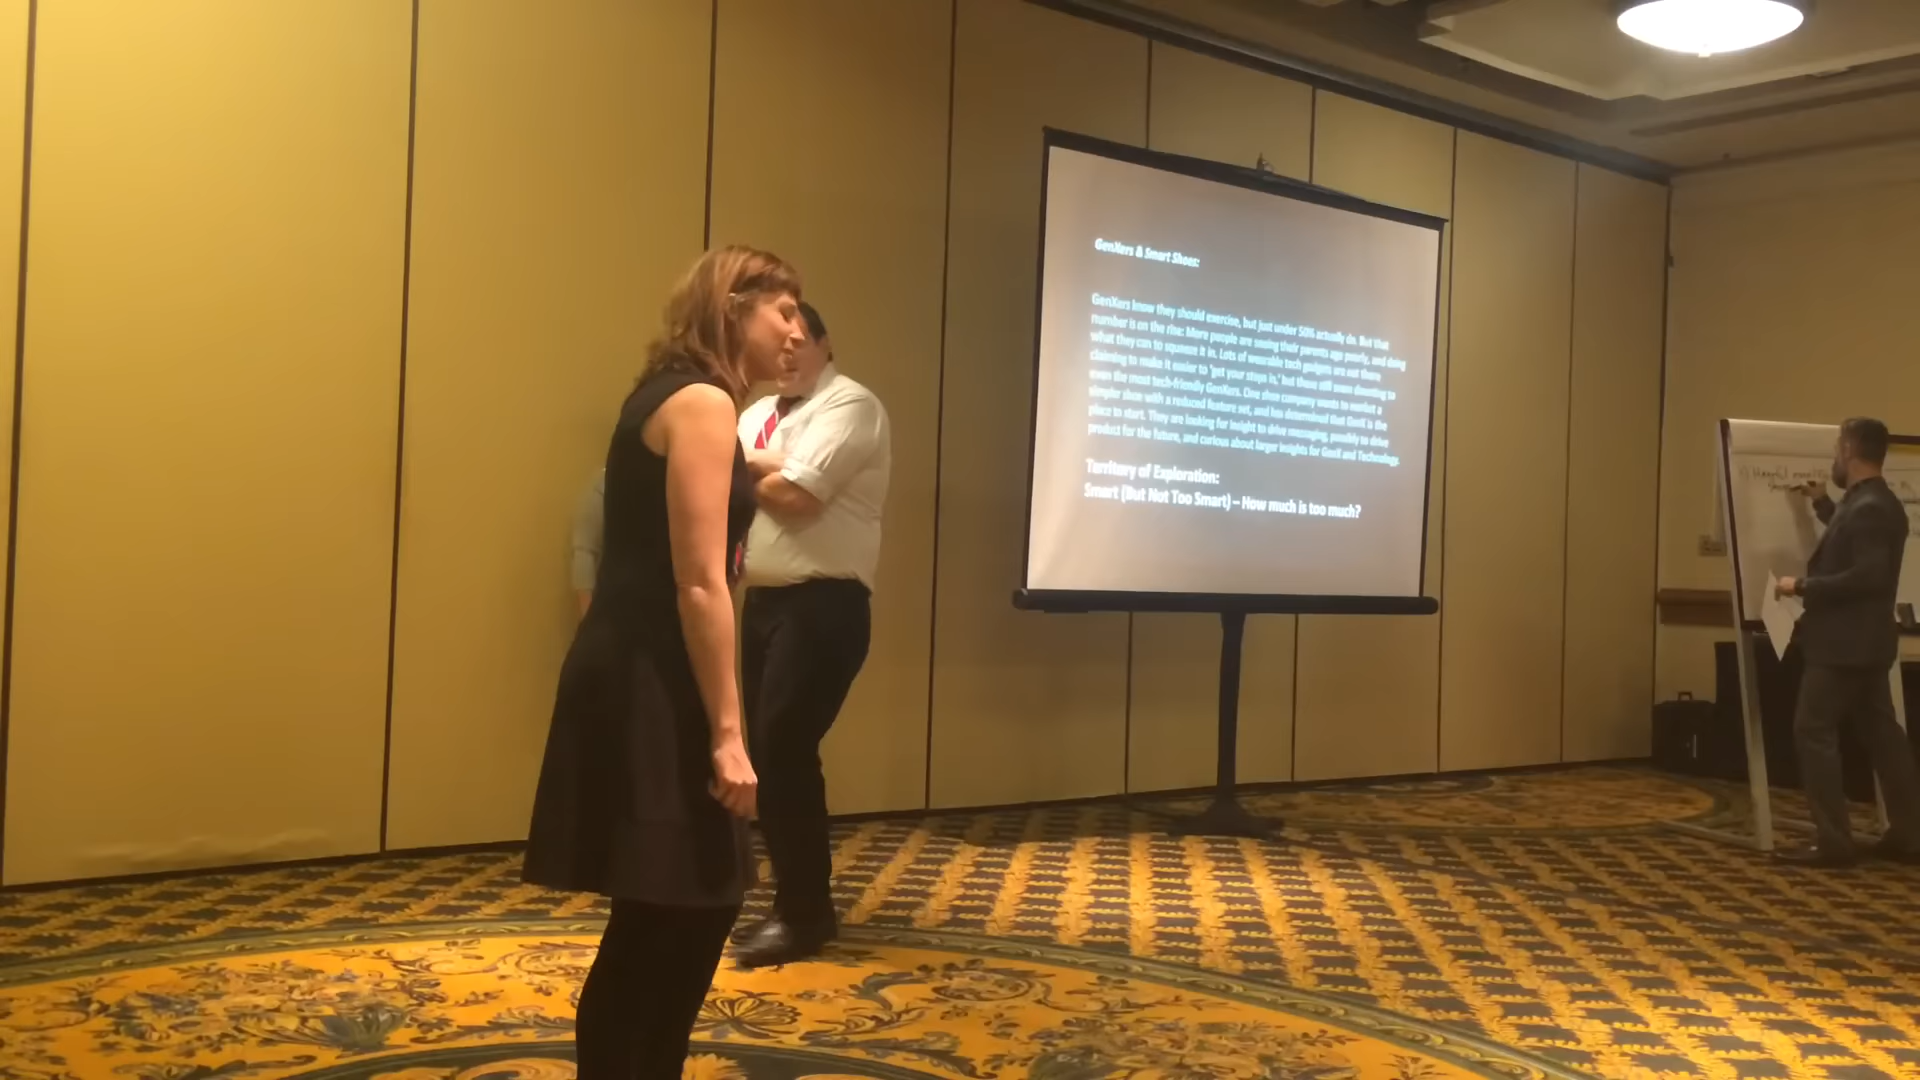 GenXers & Smart Shoes:
GenXers know they should exercise, but just under 50% actually do. But that
number is on the rise: More people are seeing their parents age poorly, and doing
what they can to squeeze it in. Lots of wearable tech gadgets are out there
claiming to make it easier to 'get your steps in,' but these still seem daunting to
even the most tech-friendly GenXers. One shoe company wants to market a
simpler shoe with a reduced feature set, and has determined that GenX is the
place to start. They are looking for insight to drive messaging, possibly to drive
product for the future, and curious about larger insights for GenX and Technology.
Territory of Exploration:
Smart (But Not Too Smart) – How much is too much?